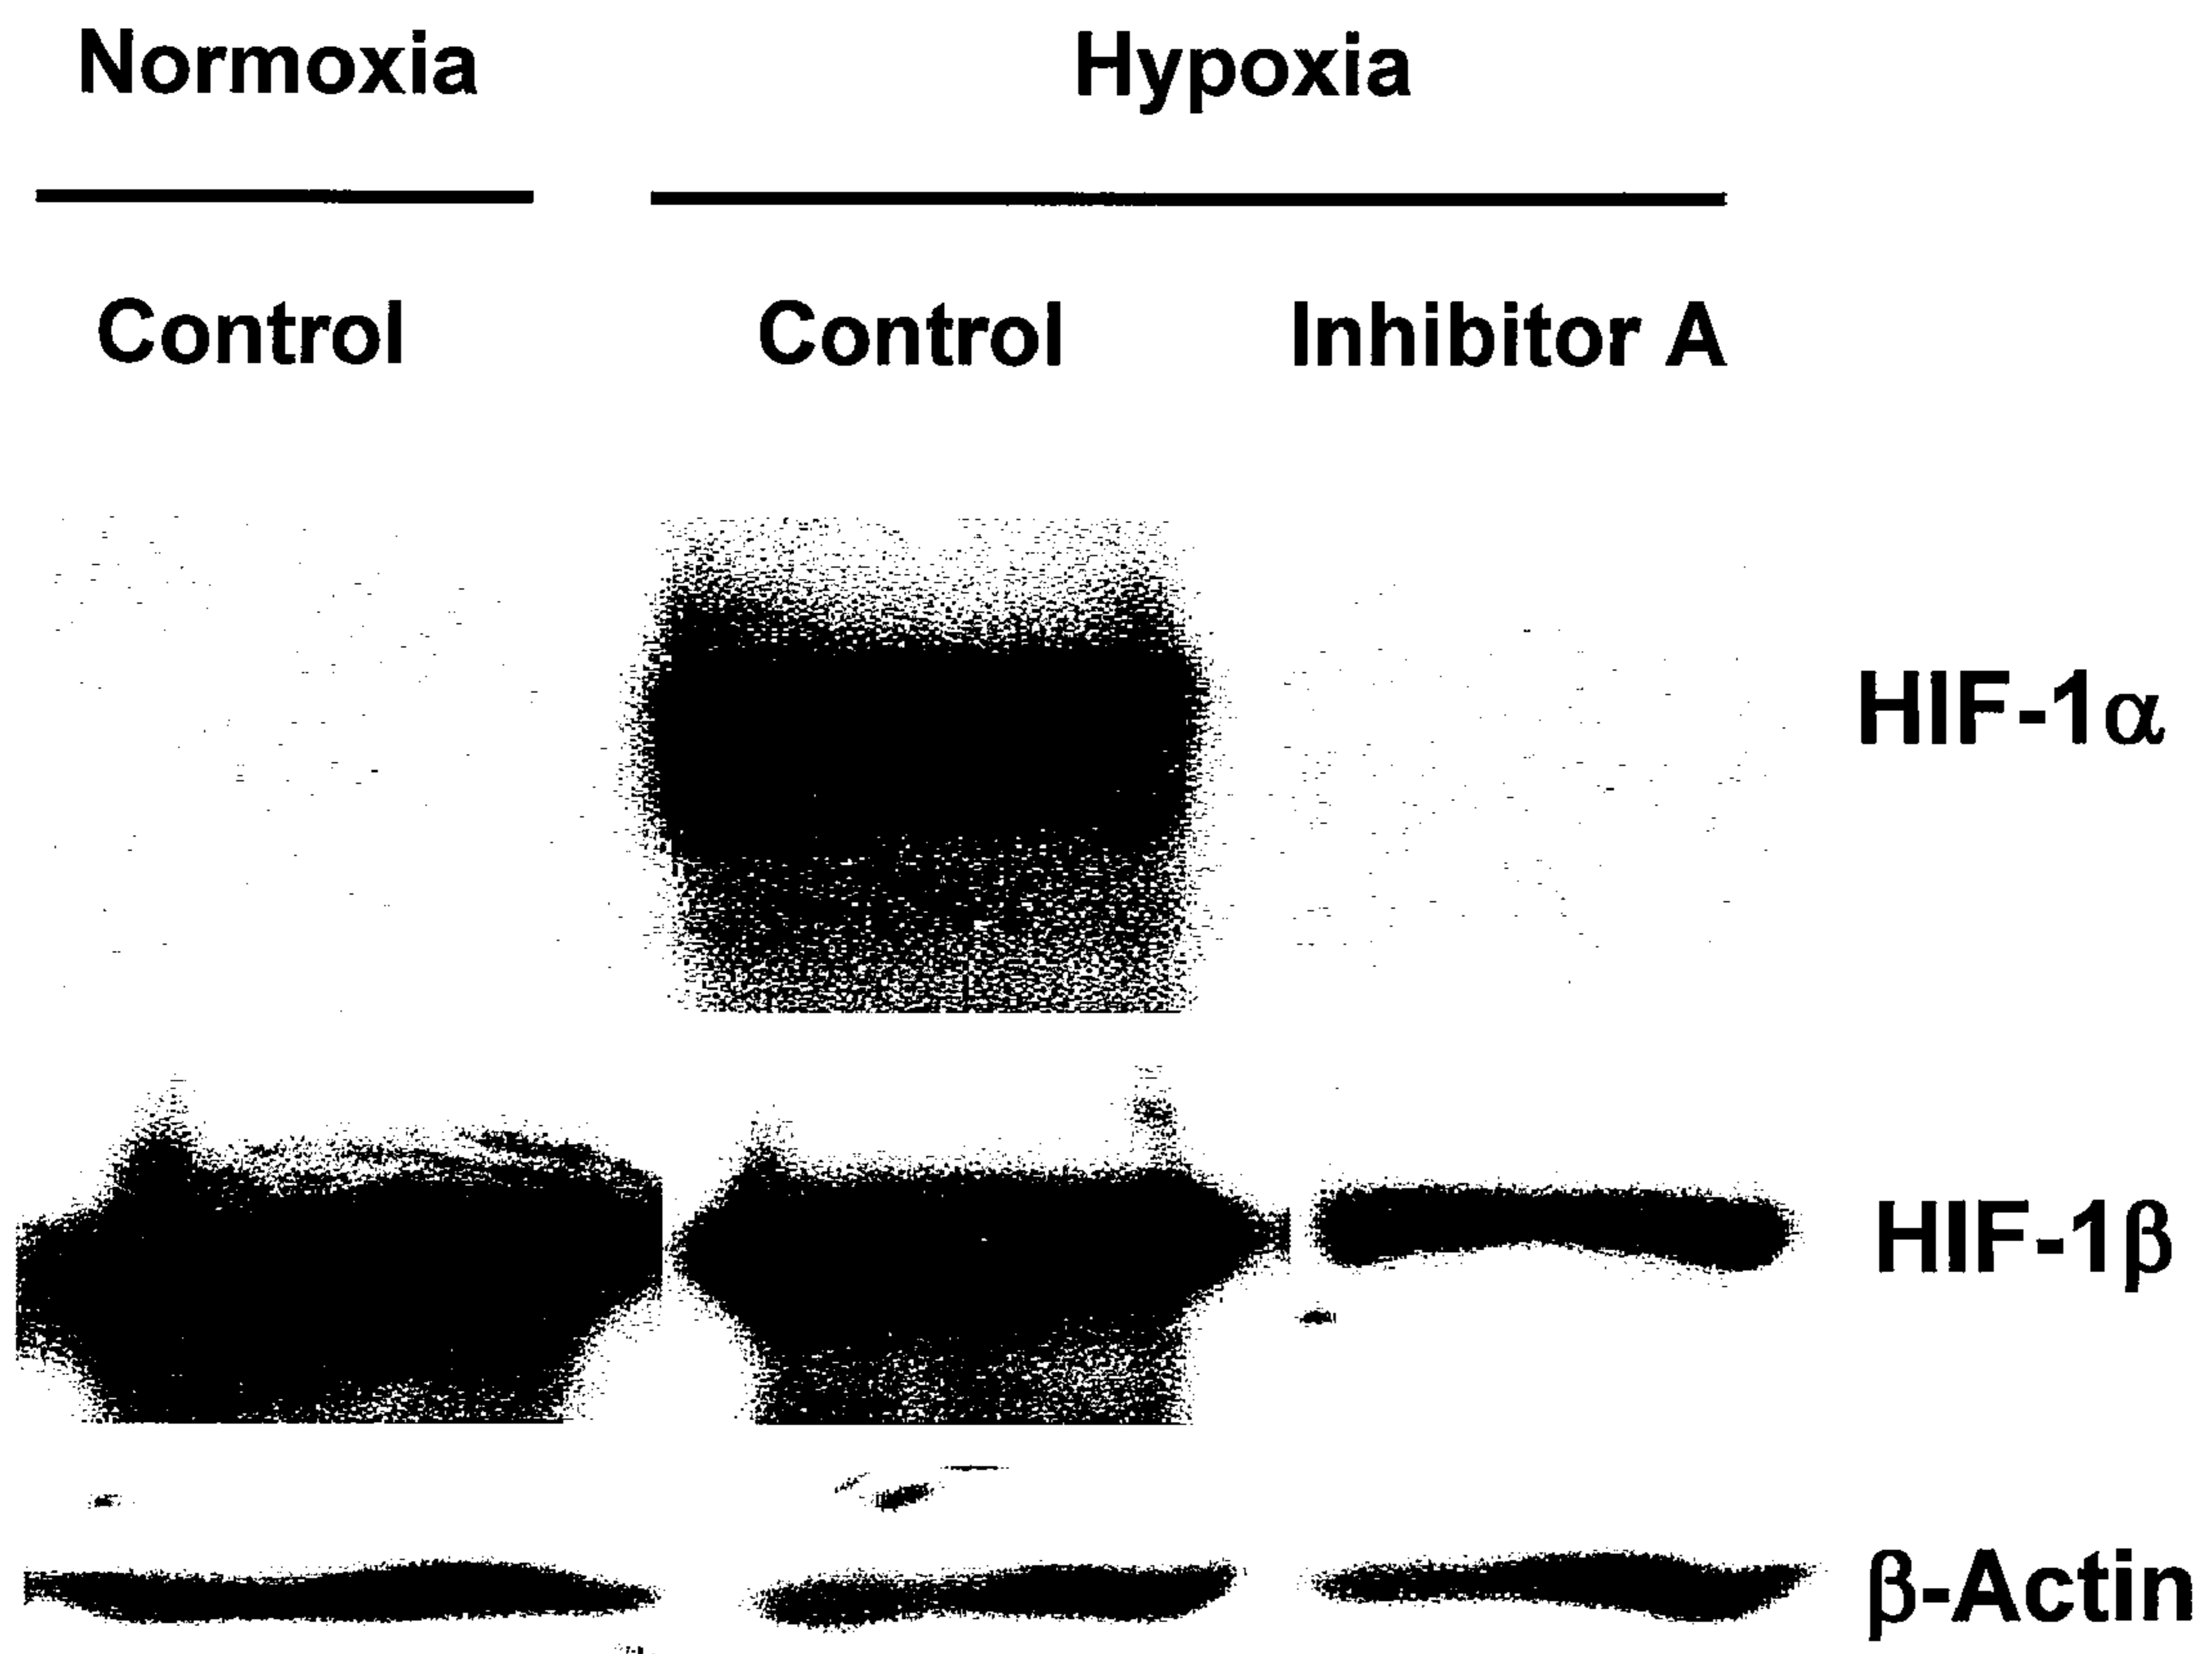 Normoxia Hypoxia
Control Control Inhibitor A
HIF-1α
HIF-1β
β-Actin